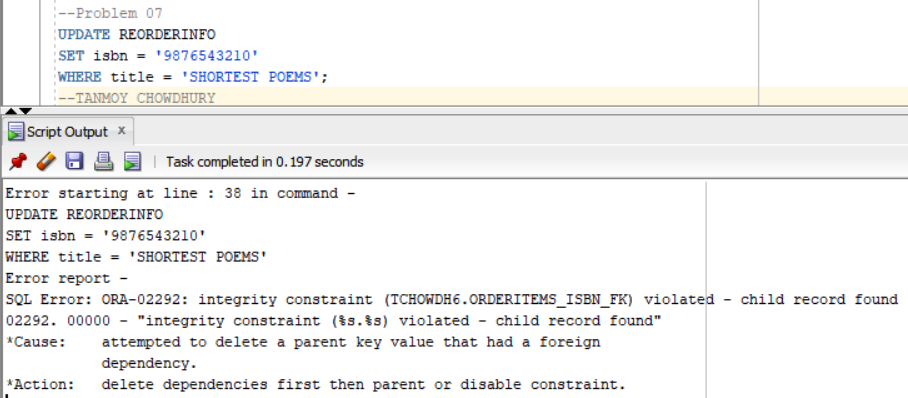 --Problem 07
UPDATE REORDERINFO
SET isbn = '9876543210'
WHERE title = 'SHORTEST POEMS';
--TANMOY CHOWDHURY
Script Output x
Task completed in 0.197 seconds
Error starting at line : 38 in command -
UPDATE REORDERINFO
SET isbn = '9876543210'
WHERE title = 'SHORTEST POEMS'
Error report -
SQL Error: ORA-02292: integrity constraint (TCHOWDH6.ORDERITEMS_ISBN_FK) violated - child record found
02292. 00000 - "integrity constraint (%s.%s) violated - child record found"
*Cause: attempted to delete a parent key value that had a foreign
dependency.
*Action: delete dependencies first then parent or disable constraint.